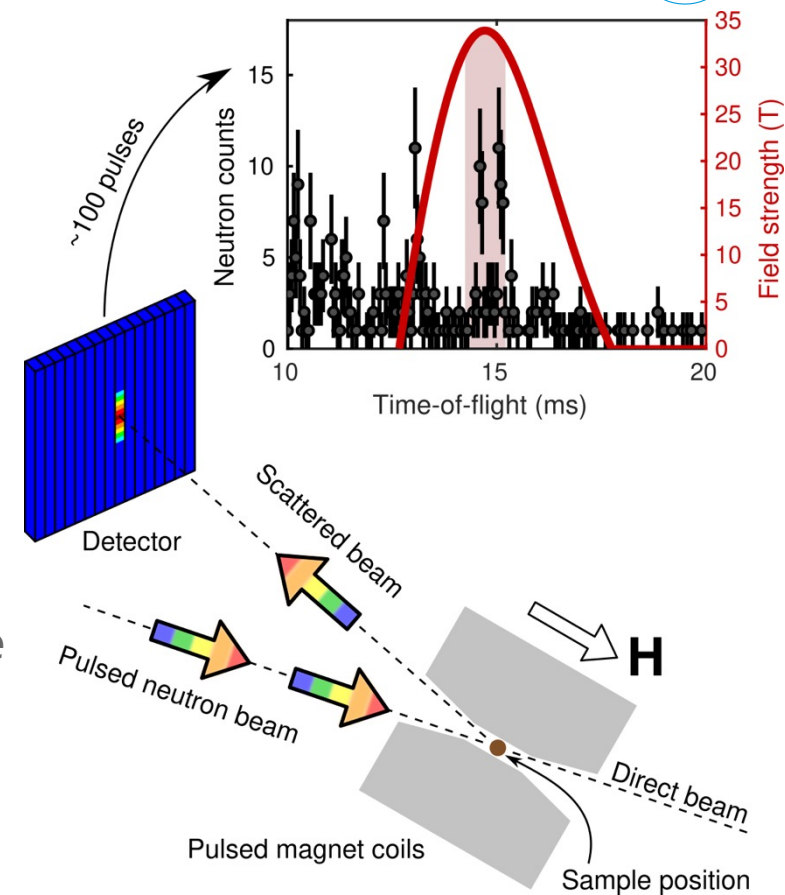 35
30
25
20
15
10
5
0
Field strength (T)
15
10
5
0
Neutron counts
10
15
20
Time-of-flight (ms)
~100 pulses
Detector
Scattered beam
Pulsed neutron beam
H
Direct beam
Pulsed magnet coils
Sample position
e